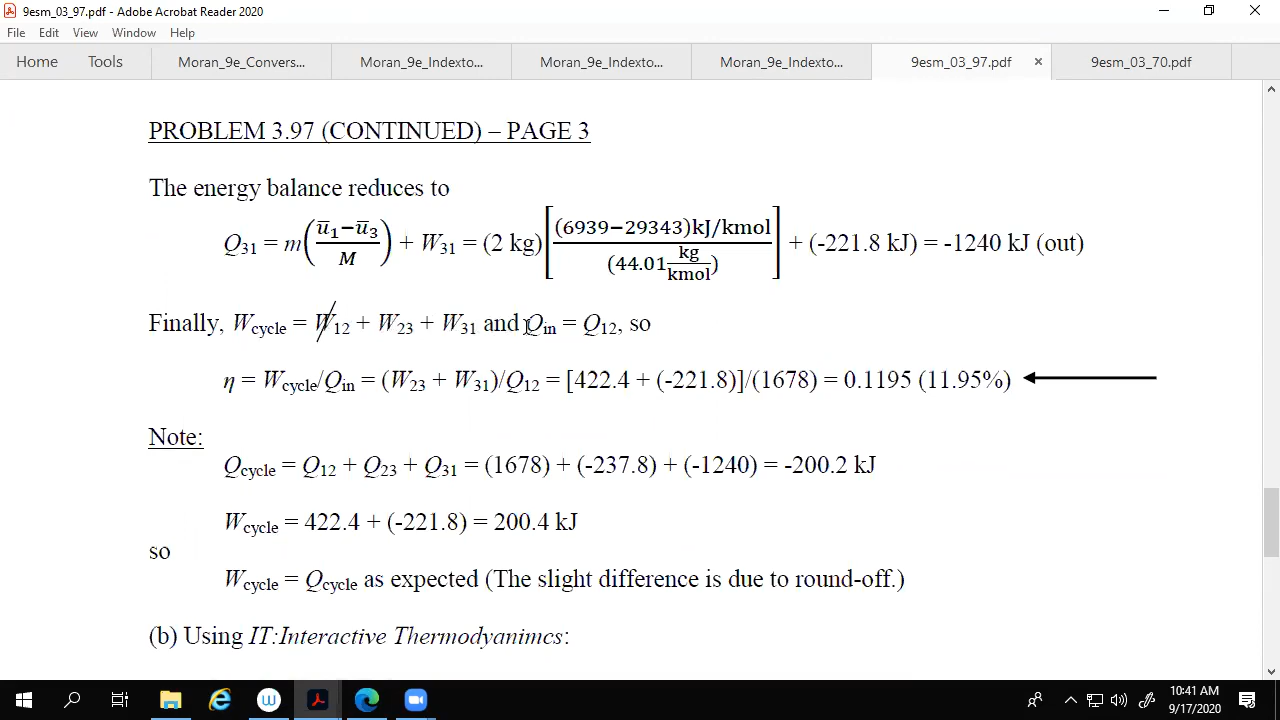 9esm_03_97.pdf - Adobe Acrobat Reader 2020
File Edit View Window Help
Home Tools Moran_9e_Convers... Moran_9e_Indexto... Moran_9e_Indexto... Moran_9e_Indexto... 9esm_03_97.pdf × 9esm_03_70.pdf
PROBLEM 3.97 (CONTINUED) – PAGE 3
The energy balance reduces to
Q₃₁ = m((u̅₁−u̅₃)/M) + W₃₁ = (2 kg)[(6939−29343)kJ/kmol/(44.01 kg/kmol)] + (-221.8 kJ) = -1240 kJ (out)
Finally, Wcycle = W₁₂ + W₂₃ + W₃₁ and Qin = Q₁₂, so
η = Wcycle/Qin = (W₂₃ + W₃₁)/Q₁₂ = [422.4 + (-221.8)]/(1678) = 0.1195 (11.95%)
Note:
Qcycle = Q₁₂ + Q₂₃ + Q₃₁ = (1678) + (-237.8) + (-1240) = -200.2 kJ
Wcycle = 422.4 + (-221.8) = 200.4 kJ
so
Wcycle = Qcycle as expected (The slight difference is due to round-off.)
(b) Using IT:Interactive Thermodyanimcs:
10:41 AM
9/17/2020